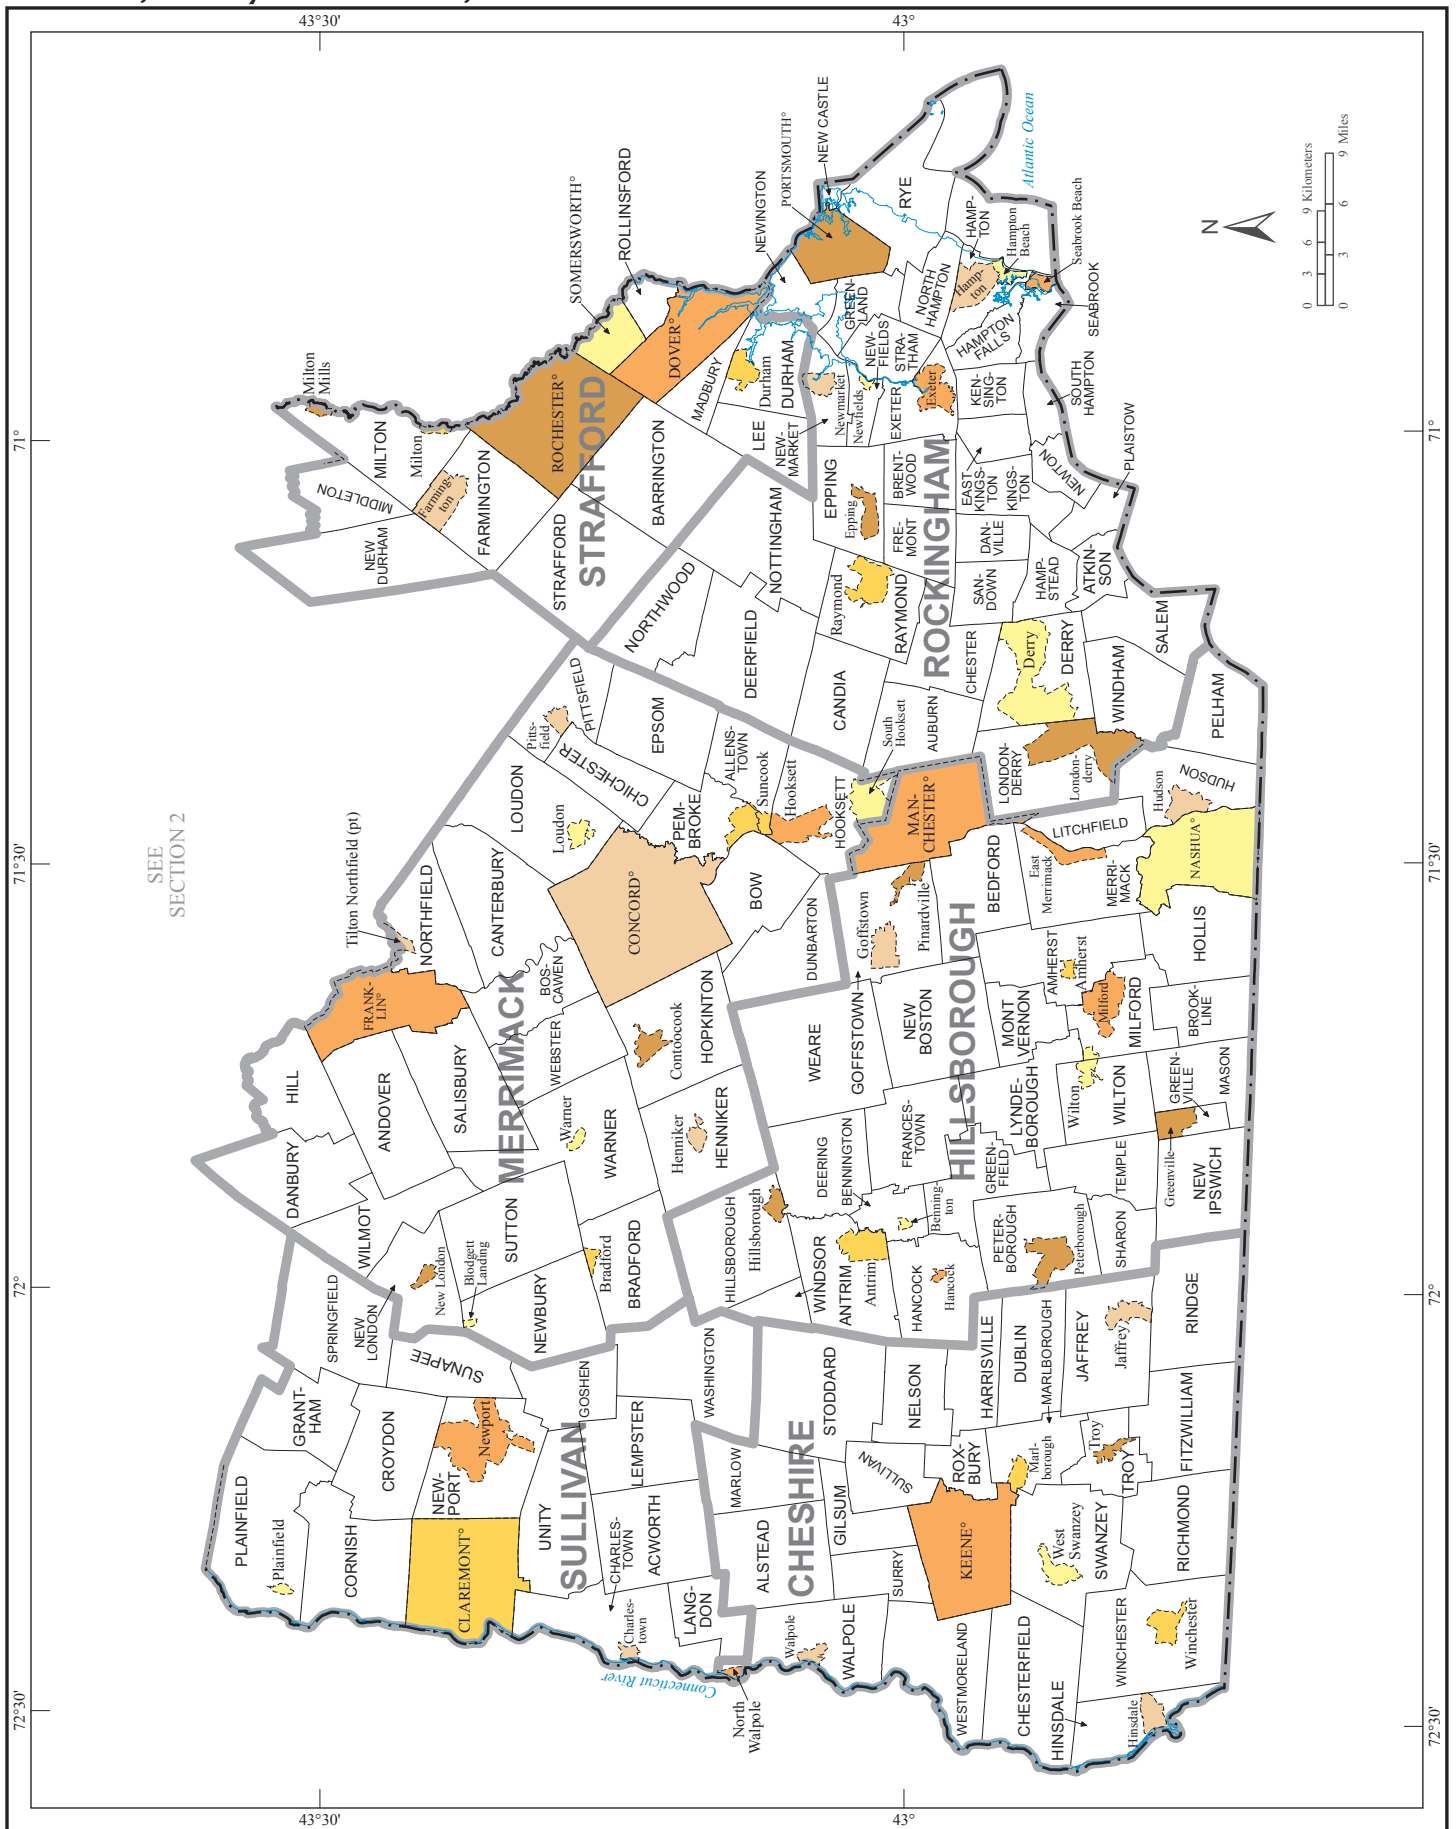 43°30'
43°
71°
71°30'
72°
72°30'
71°
71°30'
72°
72°30'
43°30'
43°
SEE
SECTION 2
N
0 3 6 9 Kilometers
0 3 6 9 Miles
Atlantic Ocean
Connecticut River
STRAFFORD
ROCKINGHAM
MERRIMACK
HILLSBOROUGH
SULLIVAN
CHESHIRE
Milton
Mills
MILTON
Milton
MIDDLETON
NEW
DURHAM
Farming-
ton
FARMINGTON
STRAFFORD
ROCHESTER°
SOMERSWORTH°
ROLLINSFORD
DOVER°
BARRINGTON
MADBURY
Durham
DURHAM
LEE
NEWINGTON
PORTSMOUTH°
NEW CASTLE
RYE
GREEN-
LAND
NEW-
MARKET
Newmarket
Newfields
NEW-
FIELDS
STRA-
THAM
NORTH
HAMPTON
HAMP-
TON
Hamp-
ton
Hampton
Beach
Seabrook Beach
SEABROOK
HAMPTON
FALLS
EXETER
Exeter
KEN-
SING-
TON
SOUTH
HAMPTON
EPPING
Epping
BRENT-
WOOD
EAST
KINGS-
TON
KINGS-
TON
NEWTON
PLAISTOW
NOTTINGHAM
NORTHWOOD
DEERFIELD
Raymond
RAYMOND
FRE-
MONT
DAN-
VILLE
SAN-
DOWN
HAMP-
STEAD
ATKIN-
SON
CANDIA
CHESTER
AUBURN
Derry
DERRY
SALEM
WINDHAM
LONDON-
DERRY
London-
derry
PELHAM
HUDSON
Hudson
PITTSFIELD
Pitts-
field
EPSOM
CHICHESTER
LOUDON
Loudon
ALLENS-
TOWN
Suncook
PEM-
BROKE
Hooksett
HOOKSETT
South
Hooksett
MAN-
CHESTER°
LITCHFIELD
NASHUA°
Tilton Northfield (pt)
NORTHFIELD
CANTERBURY
CONCORD°
BOW
DUNBARTON
Pinardville
Goffstown
BEDFORD
East
Merrimack
MERRI-
MACK
FRANK-
LIN°
BOS-
CAWEN
WEBSTER
Contoocook
HOPKINTON
GOFFSTOWN
NEW
BOSTON
MONT
VERNON
AMHERST
Amherst
Milford
MILFORD
HOLLIS
BROOK-
LINE
HILL
ANDOVER
SALISBURY
WEARE
LYNDE-
BOROUGH
Wilton
WILTON
GREEN-
VILLE
MASON
DANBURY
WILMOT
Warner
WARNER
Henniker
HENNIKER
DEERING
BENNINGTON
FRANCES-
TOWN
GREEN-
FIELD
TEMPLE
Greenville
NEW
IPSWICH
NEW
LONDON
New London
Blodgett
Landing
SUTTON
NEWBURY
Bradford
BRADFORD
HILLSBOROUGH
Hillsborough
WINDSOR
ANTRIM
Antrim
Benning-
ton
HANCOCK
Hancock
PETER-
BOROUGH
Peterborough
SHARON
SPRINGFIELD
SUNAPEE
GOSHEN
WASHINGTON
STODDARD
NELSON
HARRISVILLE
DUBLIN
MARLBOROUGH
JAFFREY
Jaffrey
RINDGE
GRANT-
HAM
CROYDON
Newport
NEW-
PORT
LEMPSTER
MARLOW
SULLIVAN
ROX-
BURY
Marl-
borough
Troy
TROY
FITZWILLIAM
PLAINFIELD
Plainfield
CORNISH
CLAREMONT°
UNITY
CHARLES-
TOWN
ACWORTH
Charles-
town
LANG-
DON
ALSTEAD
GILSUM
SURRY
KEENE°
West
Swanzey
SWANZEY
RICHMOND
North
Walpole
Walpole
WALPOLE
WESTMORELAND
CHESTERFIELD
HINSDALE
Hinsdale
WINCHESTER
Winchester